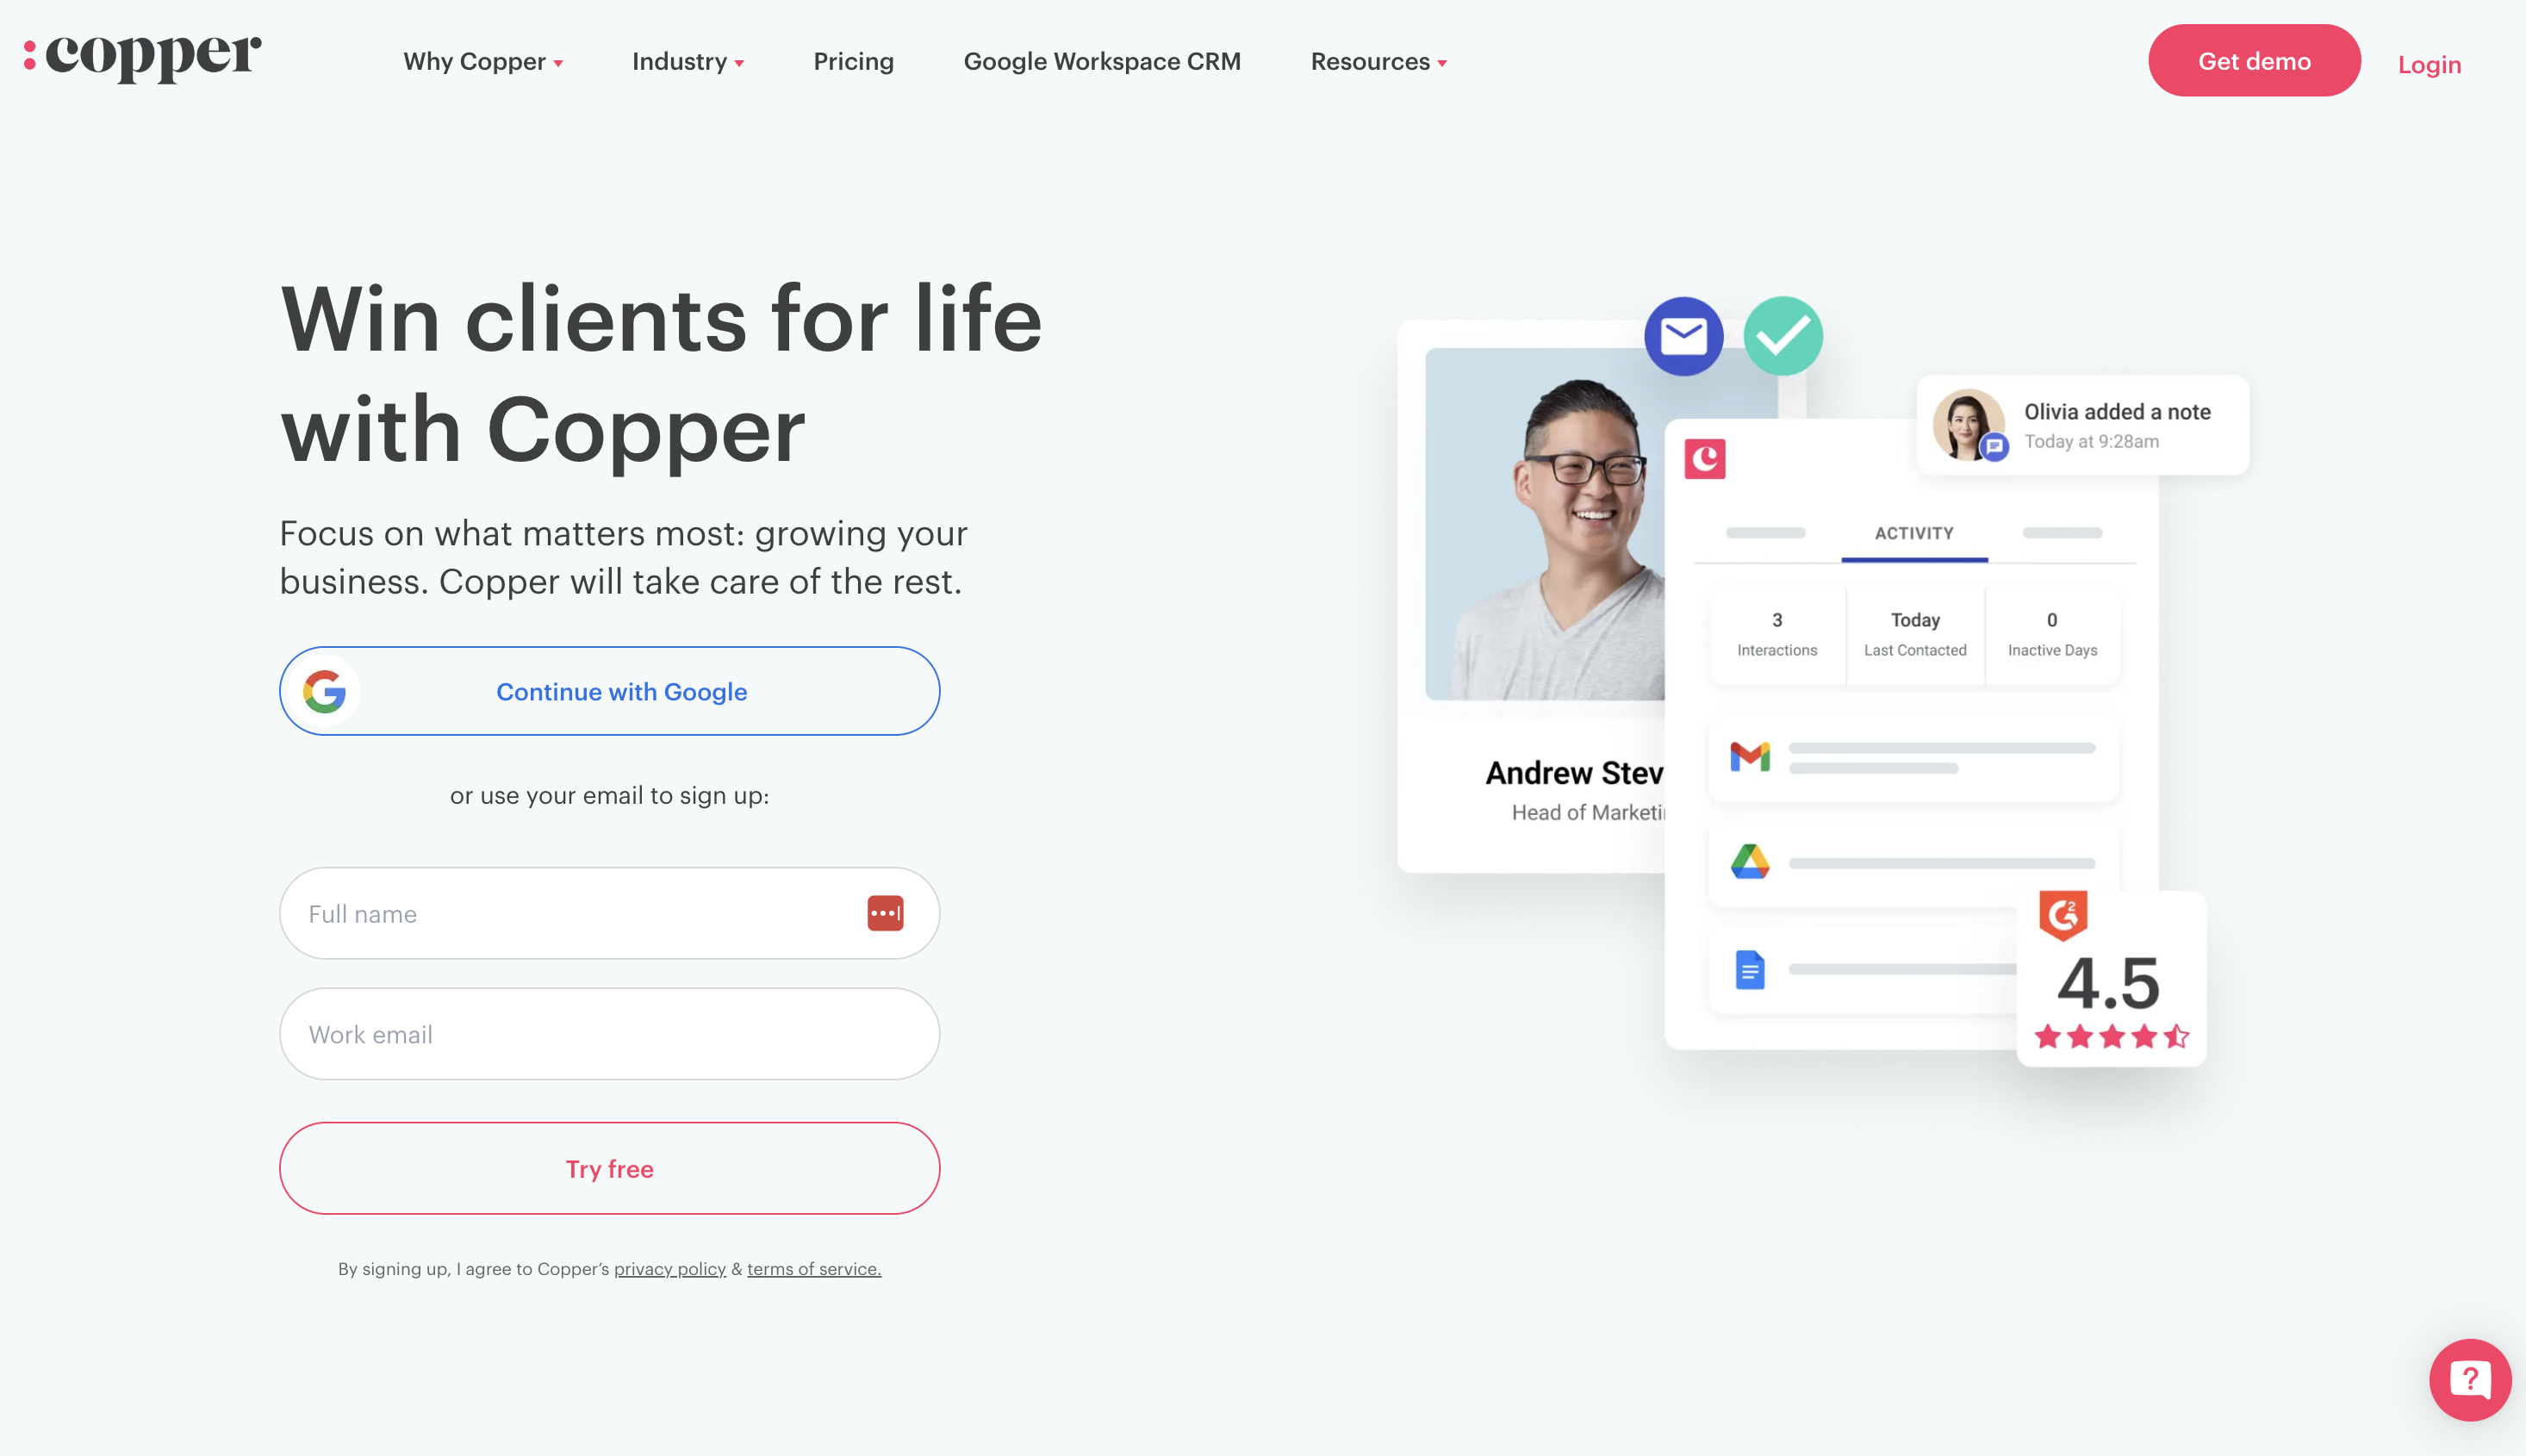 copper
Why Copper
Industry
Pricing
Google Workspace CRM
Resources
Get demo
Login
Win clients for life
with Copper
Focus on what matters most: growing your
business. Copper will take care of the rest.
Continue with Google
or use your email to sign up:
Full name
Work email
Try free
By signing up, I agree to Copper’s privacy policy & terms of service.
Andrew Stev
Head of Marketi
Olivia added a note
Today at 9:28am
ACTIVITY
3
Interactions
Today
Last Contacted
0
Inactive Days
G2
4.5
?